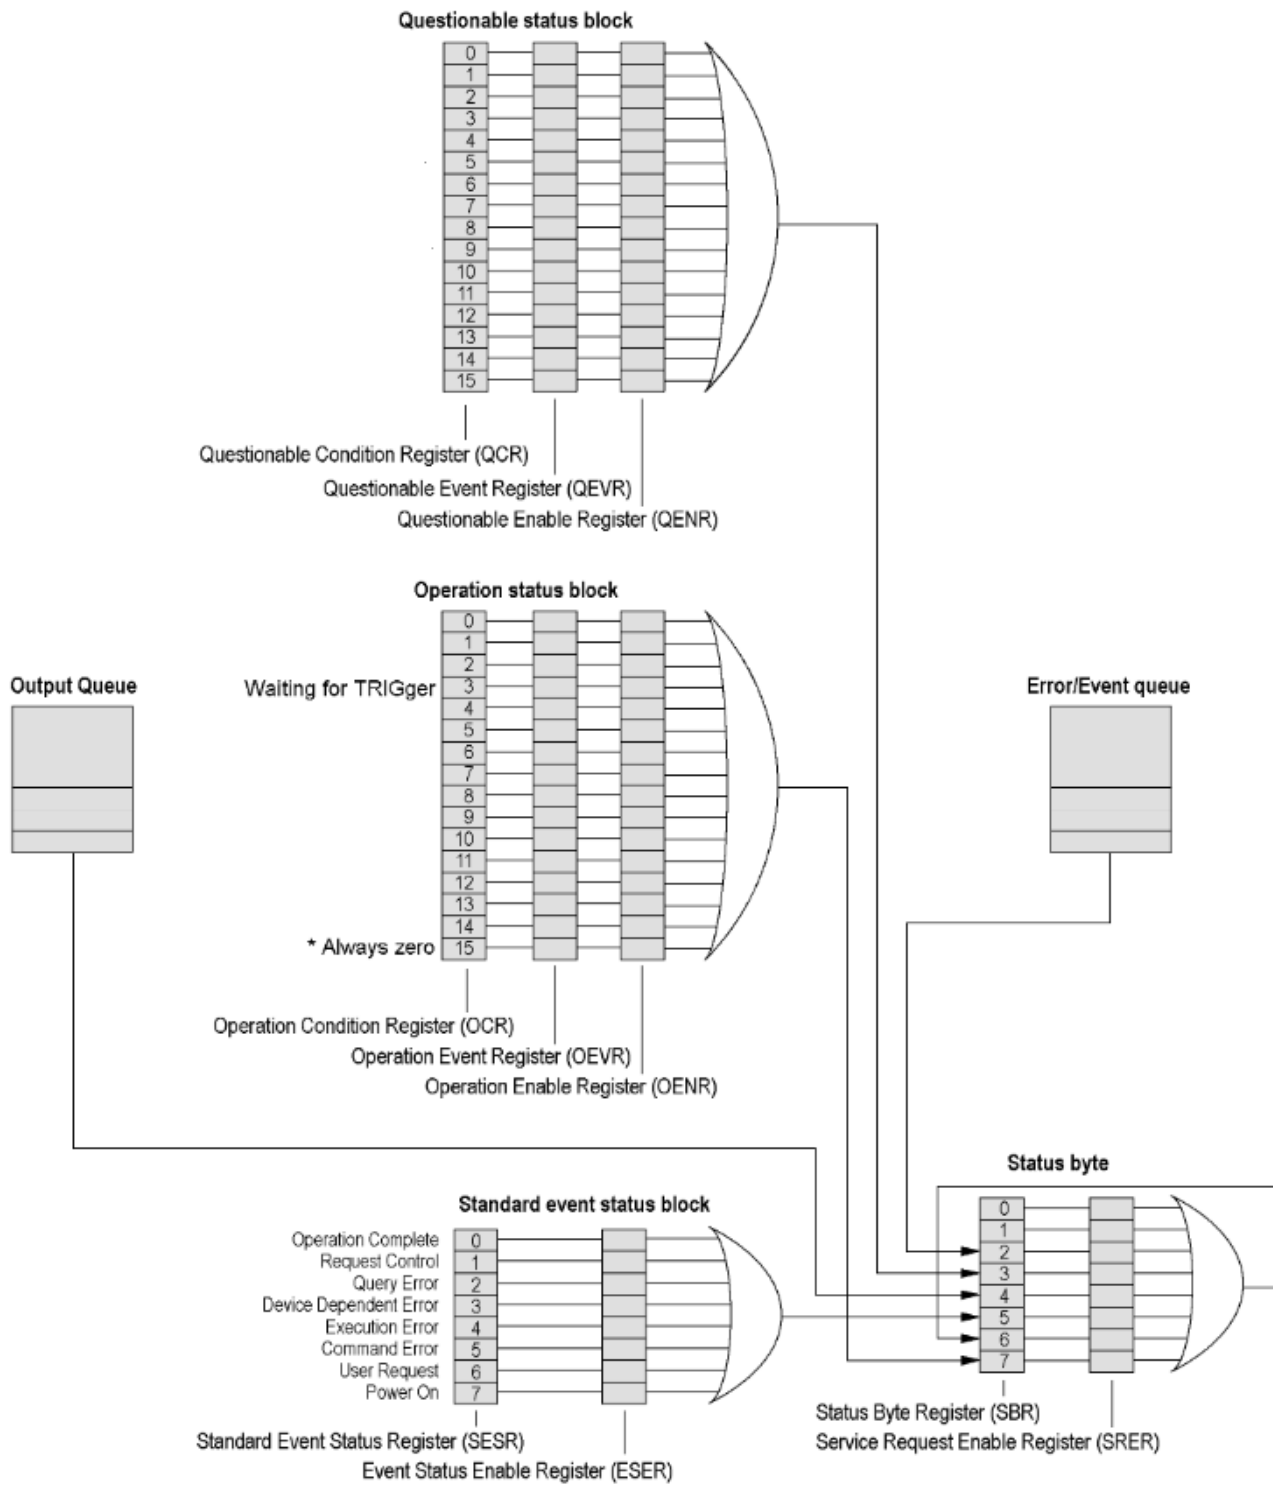 Questionable status block
0
1
2
3
4
5
6
7
8
9
10
11
12
13
14
15
Questionable Condition Register (QCR)
Questionable Event Register (QEVR)
Questionable Enable Register (QENR)
Operation status block
0
1
2
Waiting for TRIGger 3
4
5
6
7
8
9
10
11
12
13
14
* Always zero 15
Operation Condition Register (OCR)
Operation Event Register (OEVR)
Operation Enable Register (OENR)
Output Queue
Error/Event queue
Standard event status block
Operation Complete 0
Request Control 1
Query Error 2
Device Dependent Error 3
Execution Error 4
Command Error 5
User Request 6
Power On 7
Standard Event Status Register (SESR)
Event Status Enable Register (ESER)
Status byte
0
1
2
3
4
5
6
7
Status Byte Register (SBR)
Service Request Enable Register (SRER)